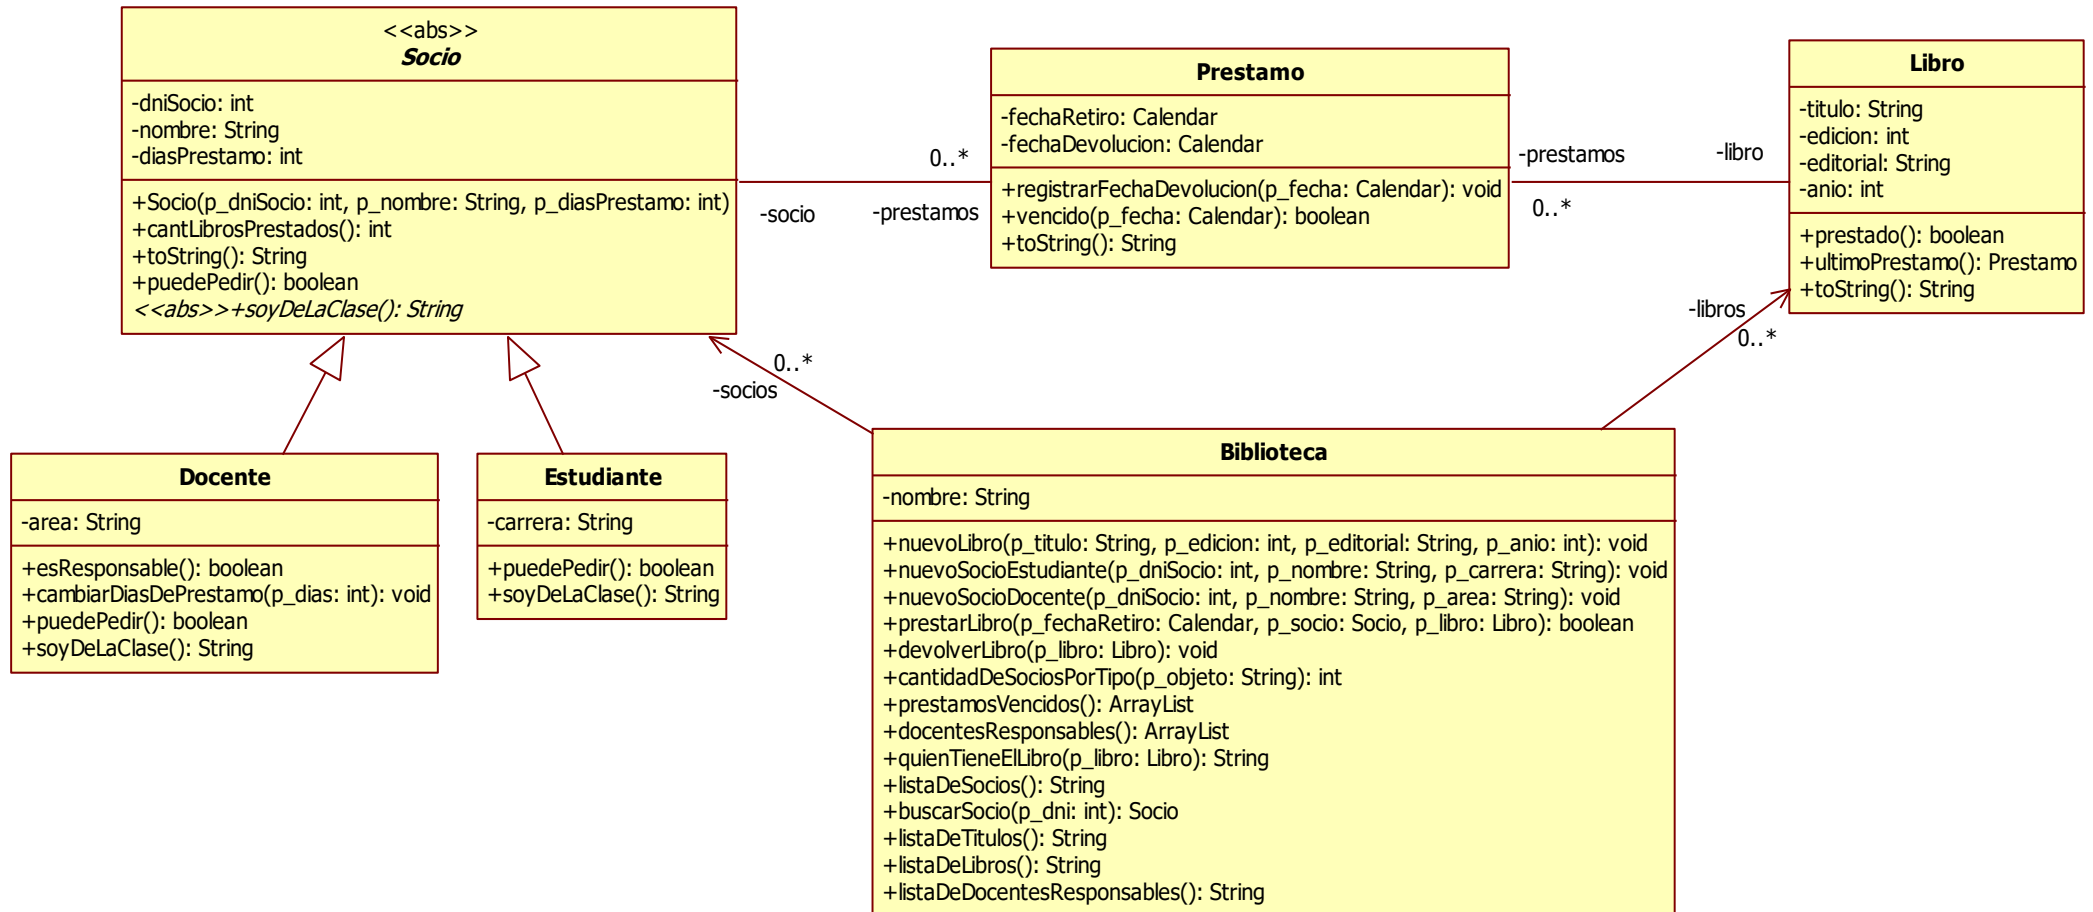 <<abs>>
Socio
-dniSocio: int
-nombre: String
-diasPrestamo: int
+Socio(p_dniSocio: int, p_nombre: String, p_diasPrestamo: int)
+cantLibrosPrestados(): int
+toString(): String
+puedePedir(): boolean
<<abs>>+soyDeLaClase(): String
0..*
-socio
-prestamos
Prestamo
-fechaRetiro: Calendar
-fechaDevolucion: Calendar
+registrarFechaDevolucion(p_fecha: Calendar): void
+vencido(p_fecha: Calendar): boolean
+toString(): String
-prestamos
-libro
0..*
Libro
-titulo: String
-edicion: int
-editorial: String
-anio: int
+prestado(): boolean
+ultimoPrestamo(): Prestamo
+toString(): String
-libros
0..*
0..*
-socios
Docente
-area: String
+esResponsable(): boolean
+cambiarDiasDePrestamo(p_dias: int): void
+puedePedir(): boolean
+soyDeLaClase(): String
Estudiante
-carrera: String
+puedePedir(): boolean
+soyDeLaClase(): String
Biblioteca
-nombre: String
+nuevoLibro(p_titulo: String, p_edicion: int, p_editorial: String, p_anio: int): void
+nuevoSocioEstudiante(p_dniSocio: int, p_nombre: String, p_carrera: String): void
+nuevoSocioDocente(p_dniSocio: int, p_nombre: String, p_area: String): void
+prestarLibro(p_fechaRetiro: Calendar, p_socio: Socio, p_libro: Libro): boolean
+devolverLibro(p_libro: Libro): void
+cantidadDeSociosPorTipo(p_objeto: String): int
+prestamosVencidos(): ArrayList
+docentesResponsables(): ArrayList
+quienTieneElLibro(p_libro: Libro): String
+listaDeSocios(): String
+buscarSocio(p_dni: int): Socio
+listaDeTitulos(): String
+listaDeLibros(): String
+listaDeDocentesResponsables(): String